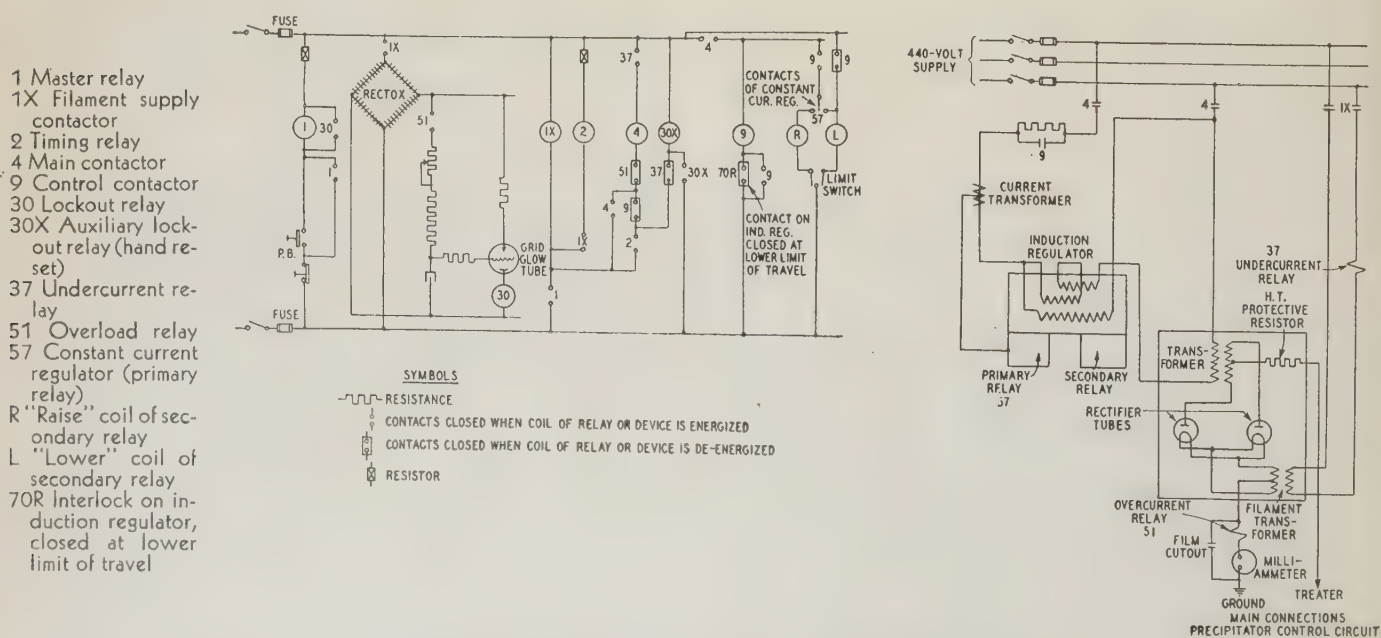 1 Master relay
1X Filament supply
contactor
2 Timing relay
4 Main contactor
9 Control contactor
30 Lockout relay
30X Auxiliary lock-
out relay (hand re-
set)
37 Undercurrent re-
lay
51 Overload relay
57 Constant current
regulator (primary
relay)
R "Raise" coil of sec-
ondary relay
L "Lower" coil of
secondary relay
70R Interlock on in-
duction regulator,
closed at lower
limit of travel
FUSE
1X
RECTOX
1
30
1
P.B.
FUSE
51
GRID
GLOW
TUBE
30
1X
2
1X
1
37
4
51
4
9
2
30X
37
30X
4
9
70R
9
CONTACTS
OF CONSTANT
CUR. REG.
9
57
9
R
L
LIMIT
SWITCH
CONTACT ON
IND. REG.
CLOSED AT
LOWER LIMIT
OF TRAVEL
SYMBOLS
RESISTANCE
CONTACTS CLOSED WHEN COIL OF RELAY OR DEVICE IS ENERGIZED
CONTACTS CLOSED WHEN COIL OF RELAY OR DEVICE IS DE-ENERGIZED
RESISTOR
440-VOLT
SUPPLY
4
4
1X
9
CURRENT
TRANSFORMER
INDUCTION
REGULATOR
37
UNDERCURRENT
RELAY
H.T.
PROTECTIVE
RESISTOR
TRANS-
FORMER
PRIMARY
RELAY
57
SECONDARY
RELAY
RECTIFIER
TUBES
OVERCURRENT
RELAY
51
FILAMENT
TRANS-
FORMER
FILM
CUTOUT
MILLI-
AMMETER
GROUND
TREATER
MAIN CONNECTIONS
PRECIPITATOR CONTROL CIRCUIT